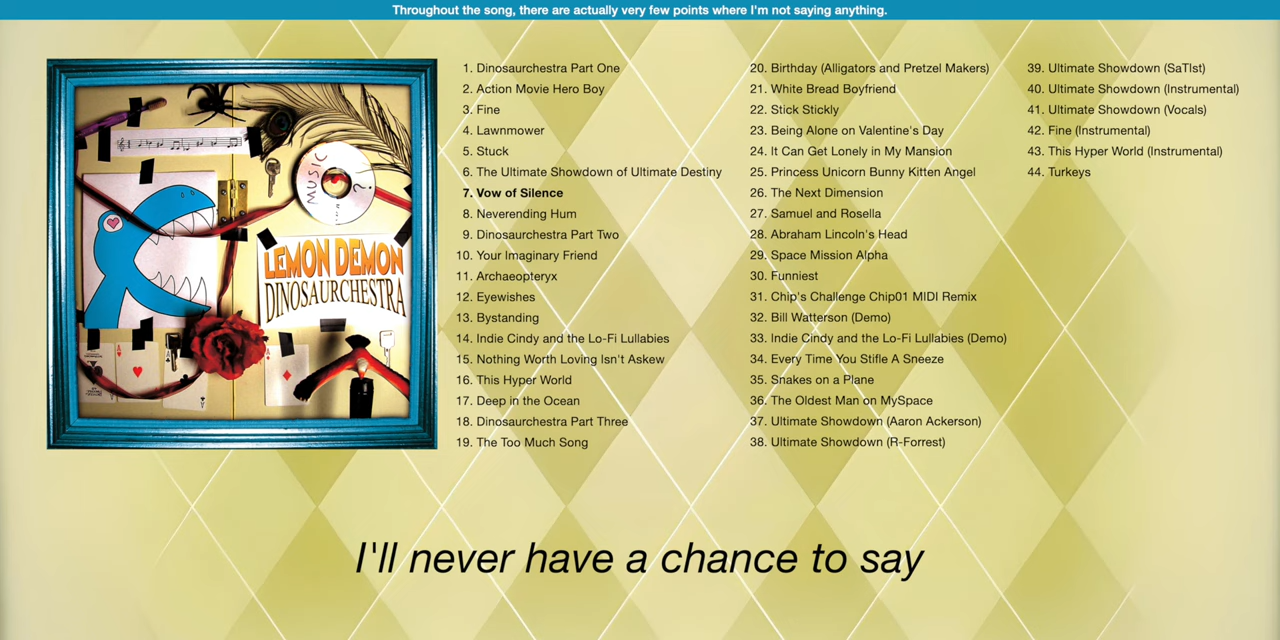 Throughout the song, there are actually very few points where I'm not saying anything.
MUSIC
LEMON DEMON
DINOSAURCHESTRA
1. Dinosaurchestra Part One
2. Action Movie Hero Boy
3. Fine
4. Lawnmower
5. Stuck
6. The Ultimate Showdown of Ultimate Destiny
7. Vow of Silence
8. Neverending Hum
9. Dinosaurchestra Part Two
10. Your Imaginary Friend
11. Archaeopteryx
12. Eyewishes
13. Bystanding
14. Indie Cindy and the Lo-Fi Lullabies
15. Nothing Worth Loving Isn't Askew
16. This Hyper World
17. Deep in the Ocean
18. Dinosaurchestra Part Three
19. The Too Much Song
20. Birthday (Alligators and Pretzel Makers)
21. White Bread Boyfriend
22. Stick Stickly
23. Being Alone on Valentine's Day
24. It Can Get Lonely in My Mansion
25. Princess Unicorn Bunny Kitten Angel
26. The Next Dimension
27. Samuel and Rosella
28. Abraham Lincoln's Head
29. Space Mission Alpha
30. Funniest
31. Chip's Challenge Chip01 MIDI Remix
32. Bill Watterson (Demo)
33. Indie Cindy and the Lo-Fi Lullabies (Demo)
34. Every Time You Stifle A Sneeze
35. Snakes on a Plane
36. The Oldest Man on MySpace
37. Ultimate Showdown (Aaron Ackerson)
38. Ultimate Showdown (R-Forrest)
39. Ultimate Showdown (SaTIst)
40. Ultimate Showdown (Instrumental)
41. Ultimate Showdown (Vocals)
42. Fine (Instrumental)
43. This Hyper World (Instrumental)
44. Turkeys
I'll never have a chance to say